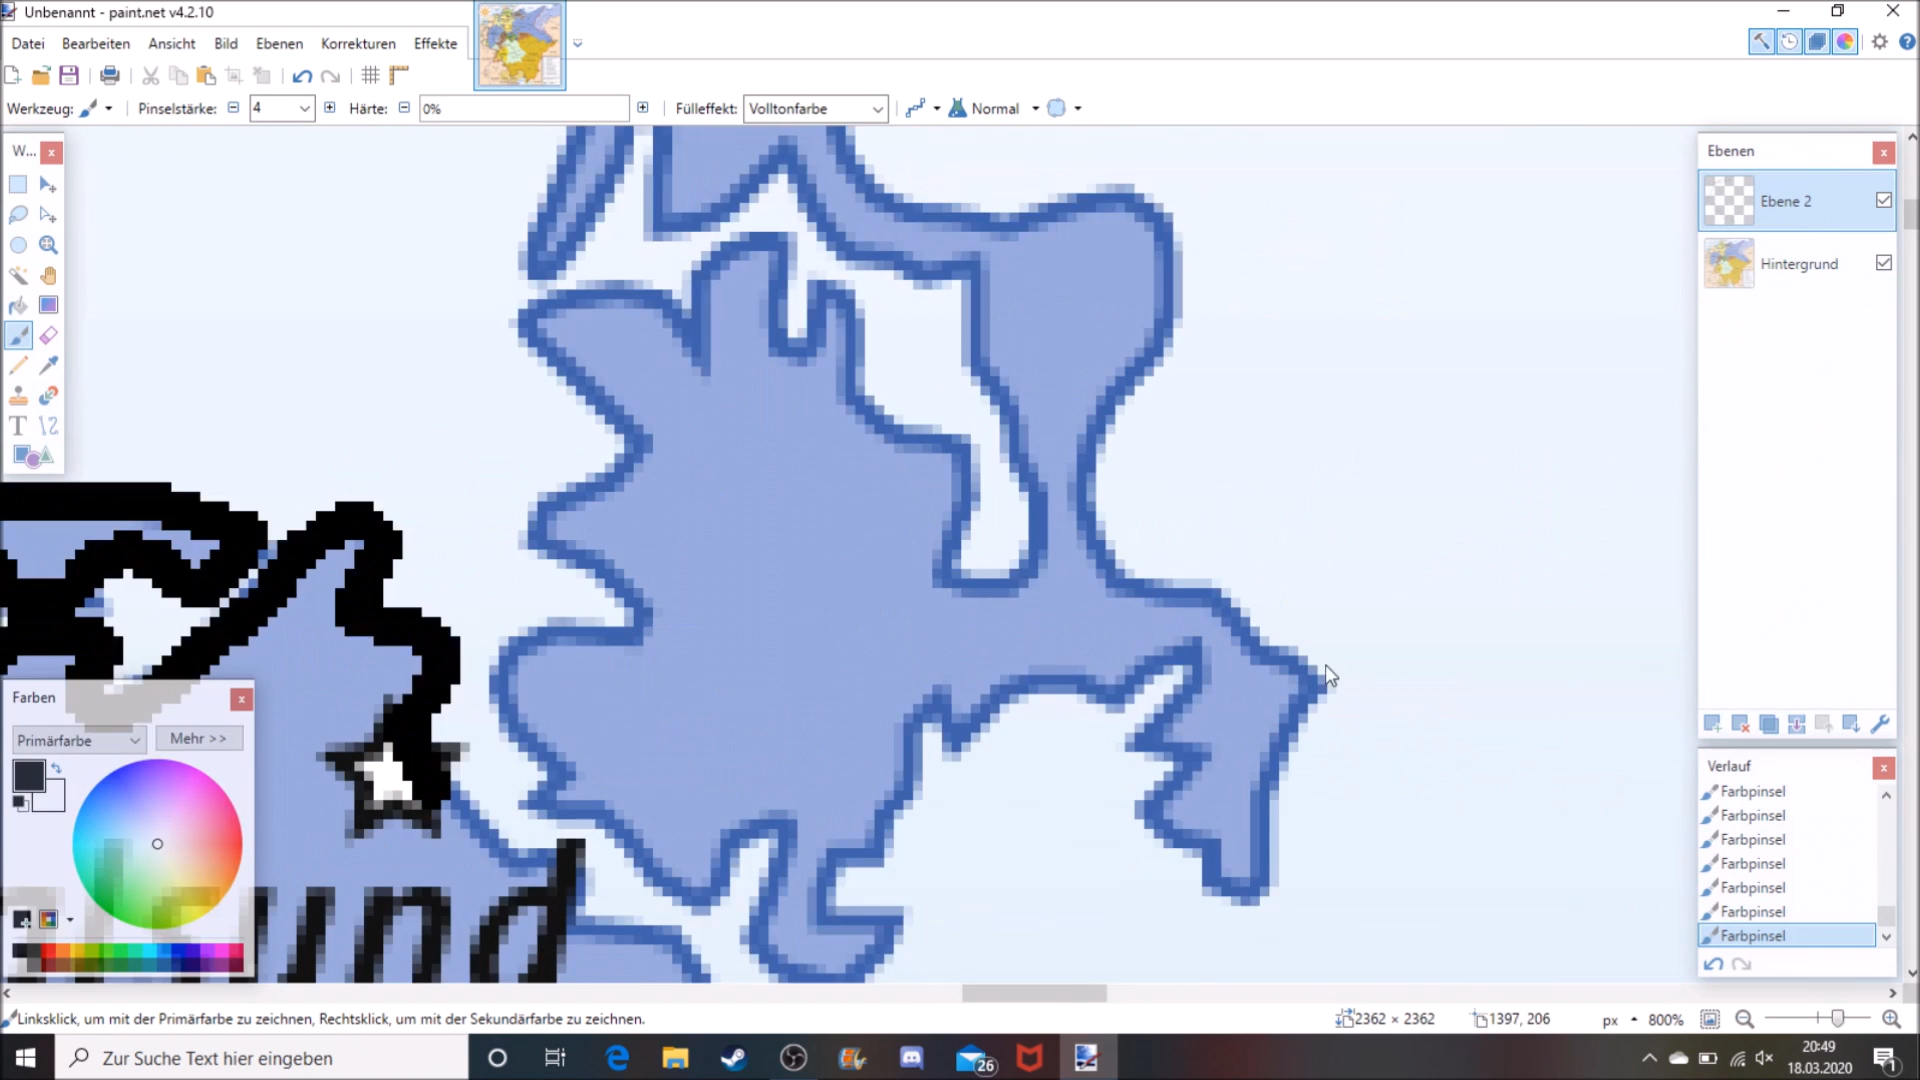 Unbenannt - paint.net v4.2.10
Datei Bearbeiten Ansicht Bild Ebenen Korrekturen Effekte
Werkzeug: Pinselstärke: 4 Härte: 0% Fülleffekt: Volltonfarbe Normal
W...
Ebenen
Ebene 2
Hintergrund
Farben
Primärfarbe Mehr >>
Verlauf
Farbpinsel
Farbpinsel
Farbpinsel
Farbpinsel
Farbpinsel
Farbpinsel
Farbpinsel
Linksklick, um mit der Primärfarbe zu zeichnen, Rechtsklick, um mit der Sekundärfarbe zu zeichnen.
2362 × 2362 1397, 206 px 800%
Zur Suche Text hier eingeben
26
20:49
18.03.2020
1